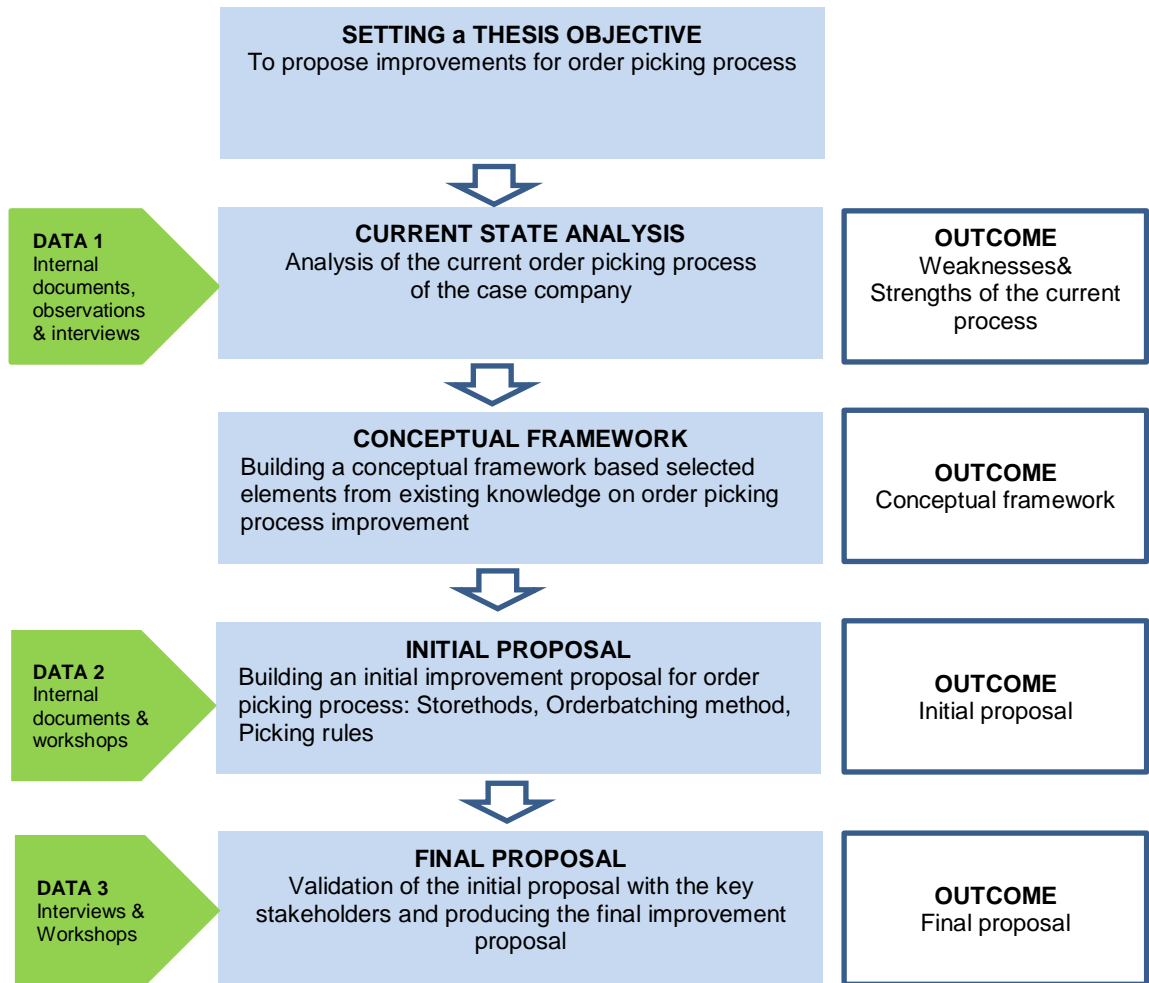 SETTING a THESIS OBJECTIVE
To propose improvements for order picking process
DATA 1
Internal
documents,
observations
& interviews
CURRENT STATE ANALYSIS
Analysis of the current order picking process
of the case company
OUTCOME
Weaknesses&
Strengths of the current
process
CONCEPTUAL FRAMEWORK
Building a conceptual framework based selected
elements from existing knowledge on order picking
process improvement
OUTCOME
Conceptual framework
DATA 2
Internal
documents &
workshops
INITIAL PROPOSAL
Building an initial improvement proposal for order
picking process: Storethods, Orderbatching method,
Picking rules
OUTCOME
Initial proposal
DATA 3
Interviews &
Workshops
FINAL PROPOSAL
Validation of the initial proposal with the key
stakeholders and producing the final improvement
proposal
OUTCOME
Final proposal